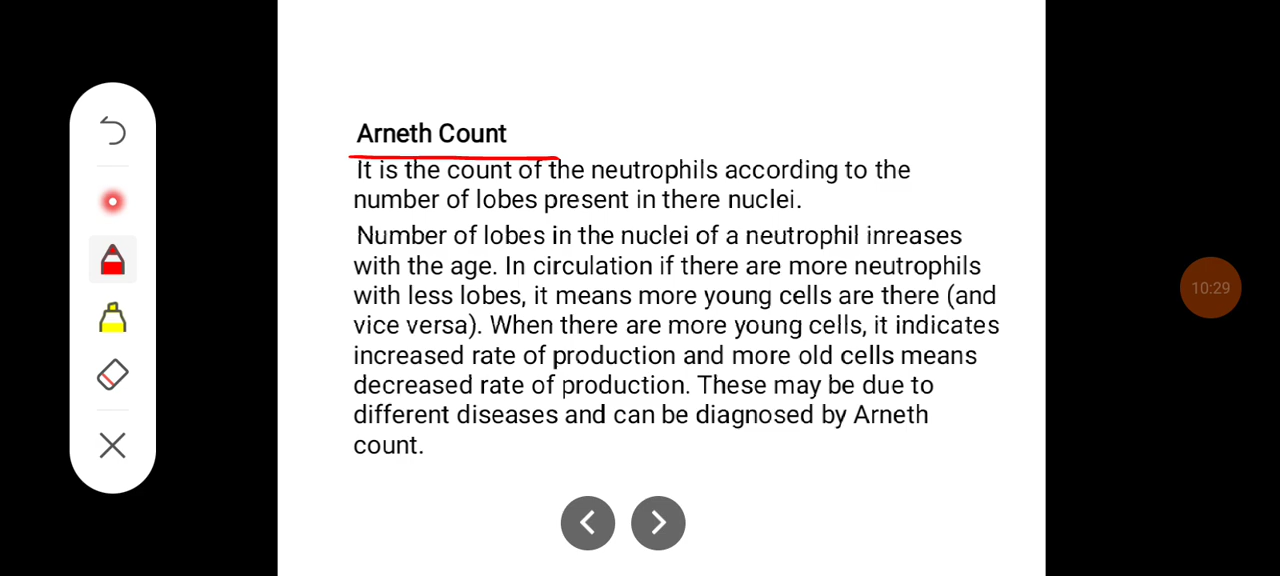 Arneth Count
It is the count of the neutrophils according to the
number of lobes present in there nuclei.
Number of lobes in the nuclei of a neutrophil inreases
with the age. In circulation if there are more neutrophils
with less lobes, it means more young cells are there (and
vice versa). When there are more young cells, it indicates
increased rate of production and more old cells means
decreased rate of production. These may be due to
different diseases and can be diagnosed by Arneth
count.
10:29